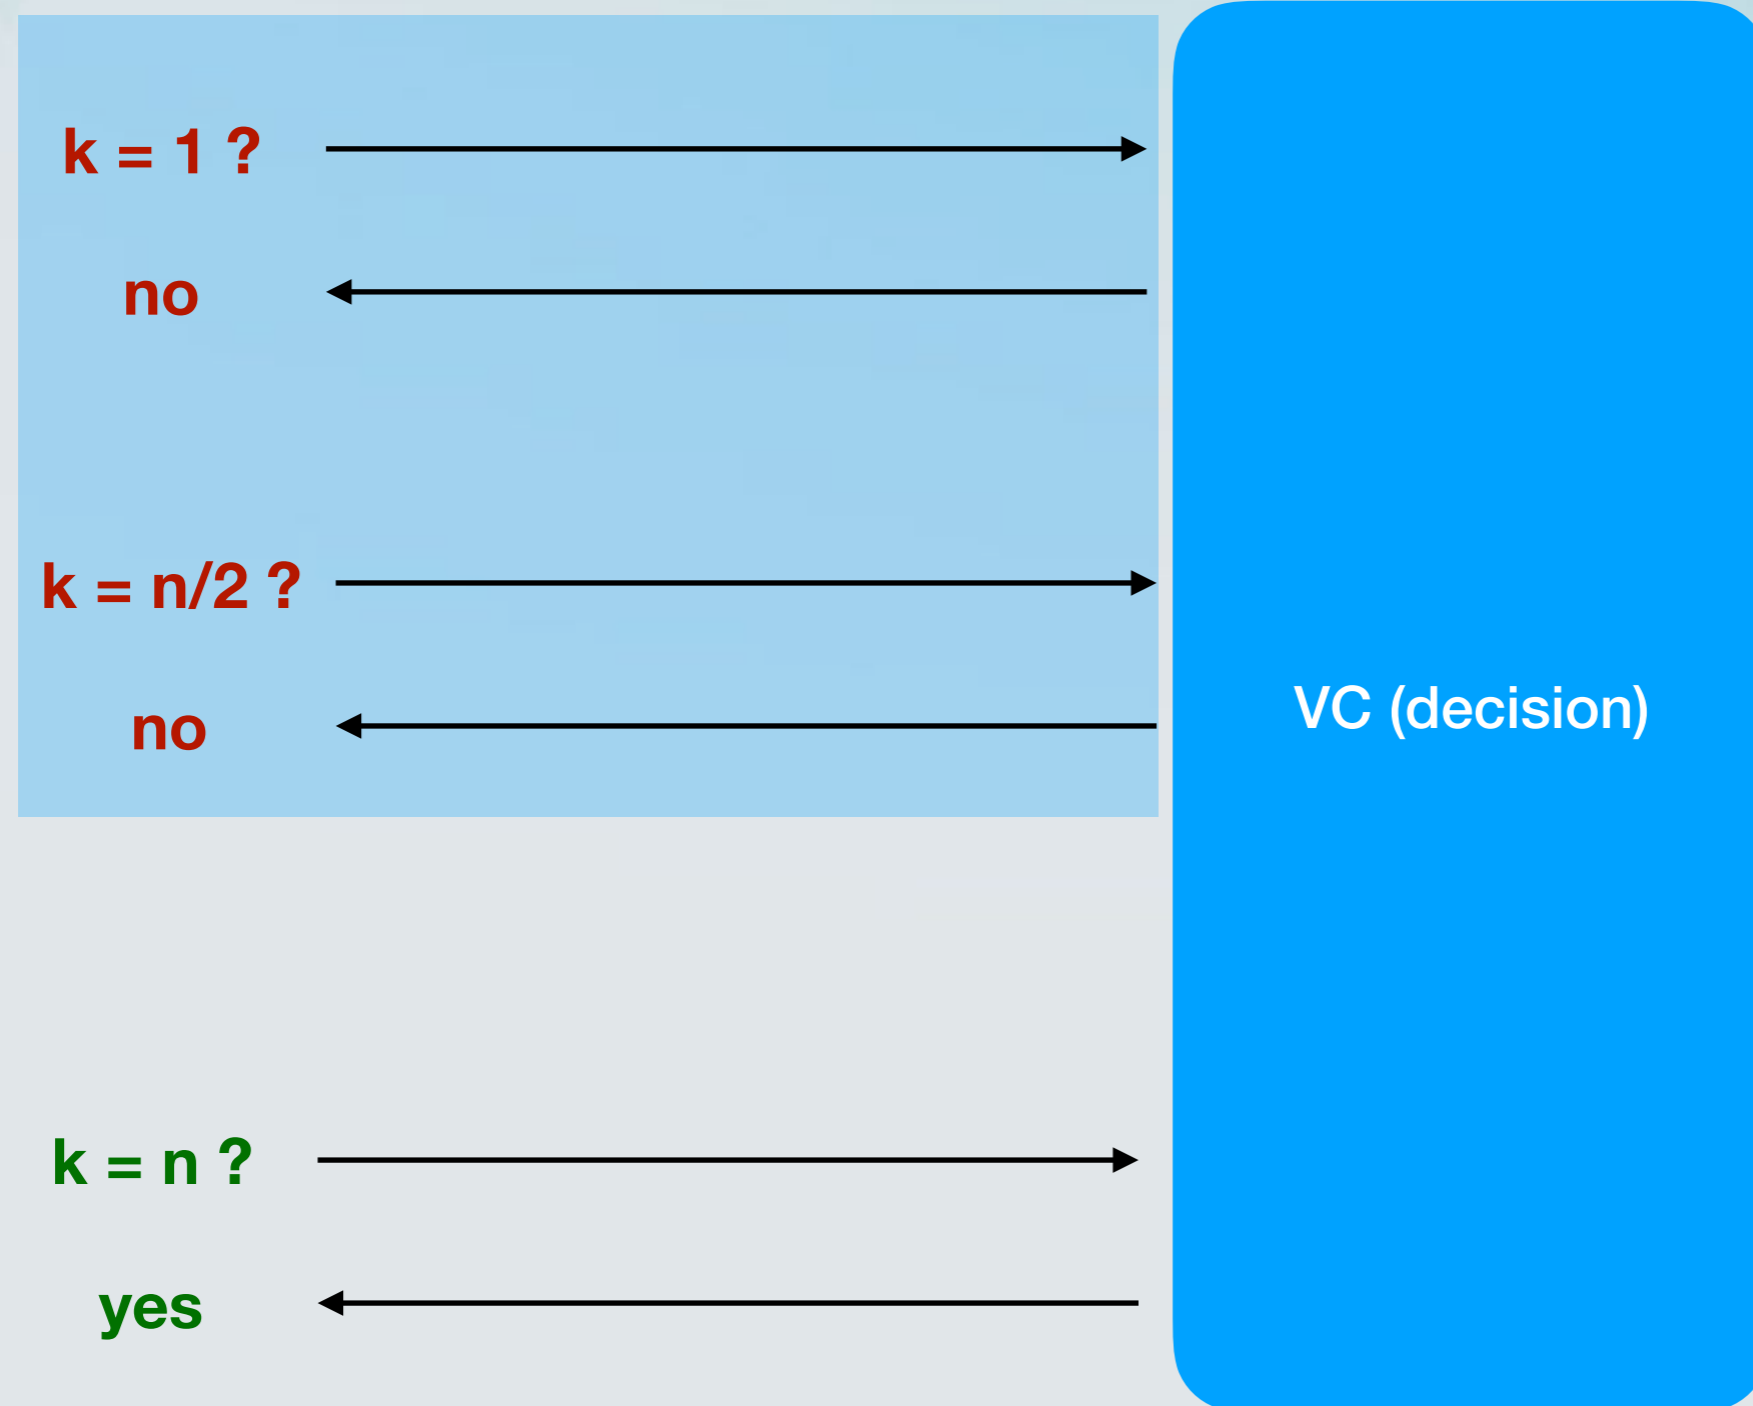 k = 1 ?
no
k = n/2 ?
no
VC (decision)
k = n ?
yes